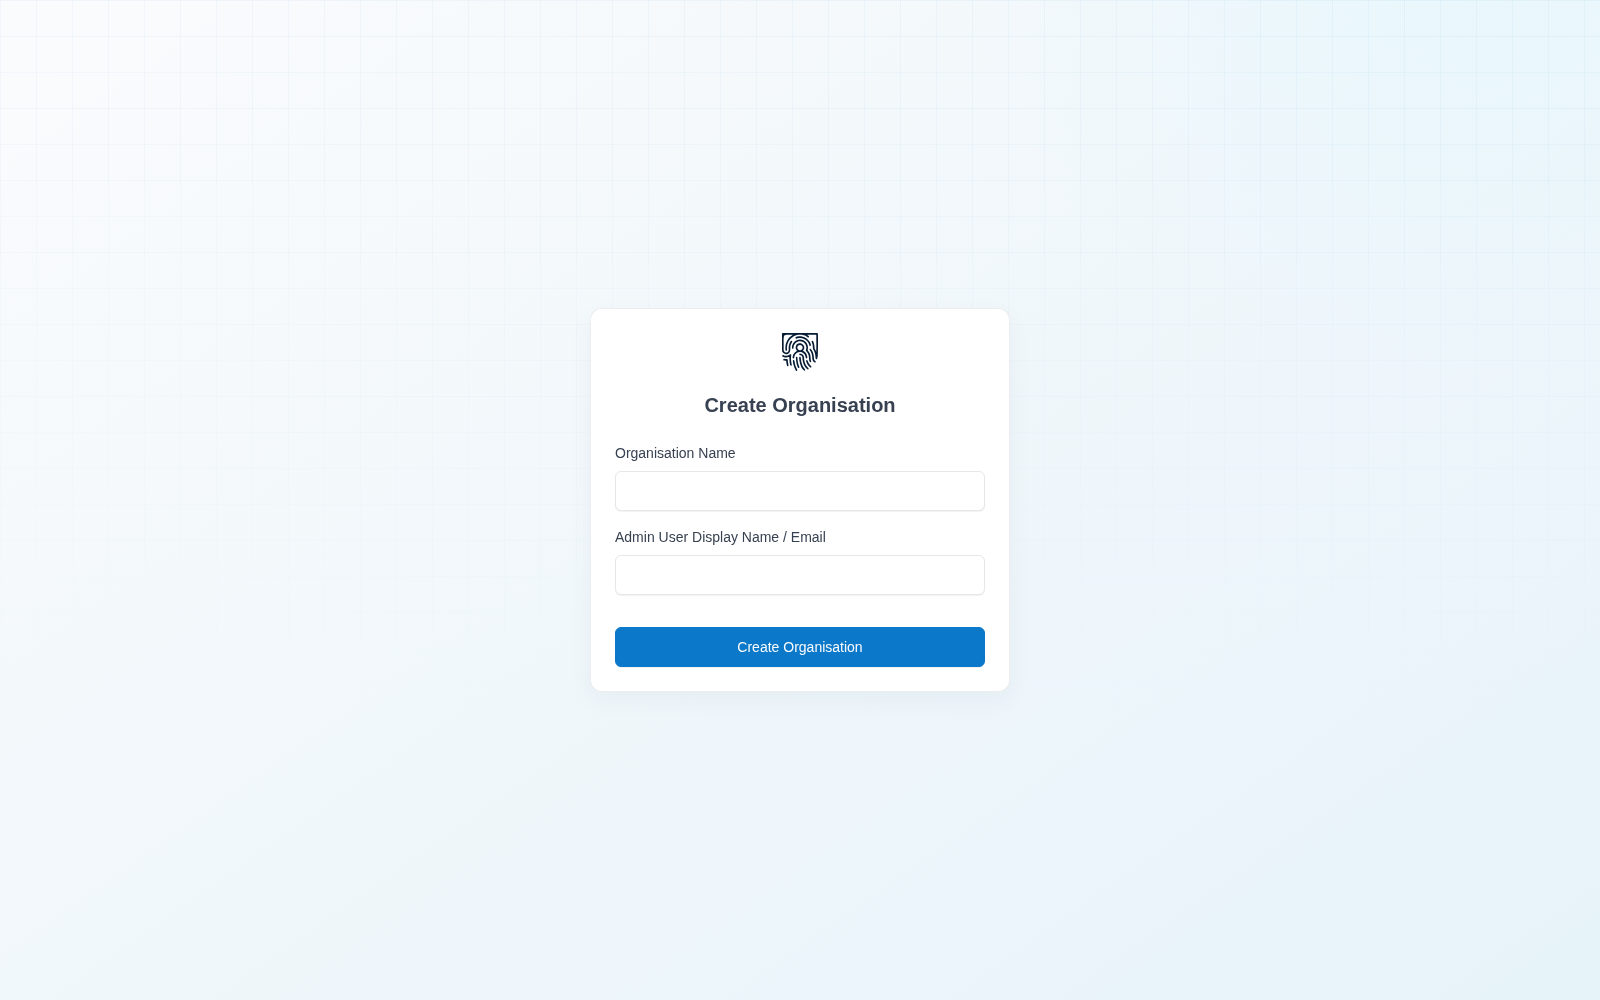 Create Organisation
Organisation Name
Admin User Display Name / Email
Create Organisation